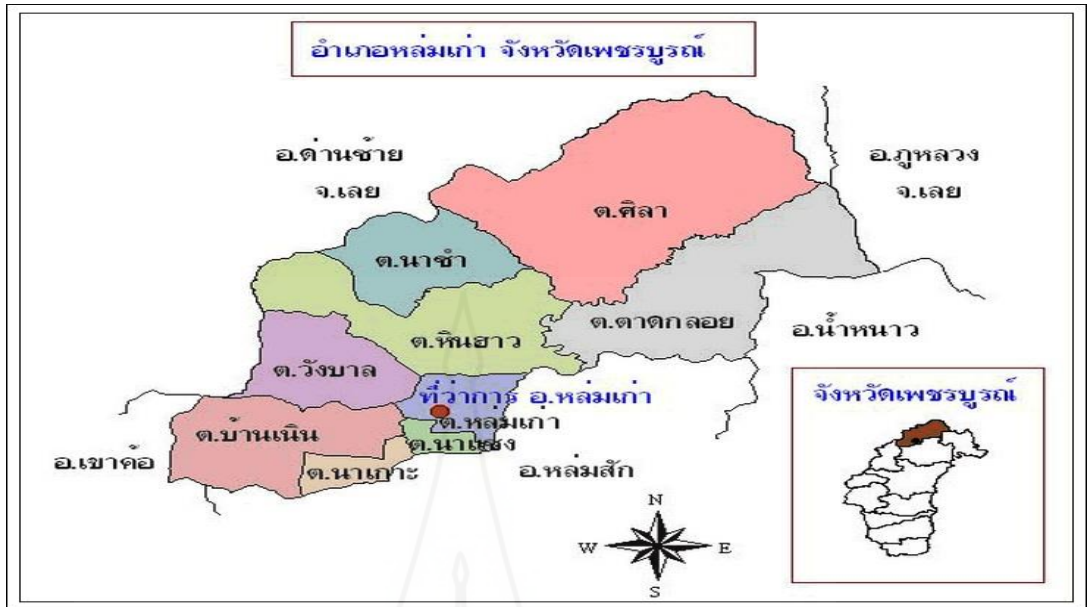 อำเภอหล่มเก่า จังหวัดเพชรบูรณ์
อ.ด่านซ้าย
จ.เลย
อ.ภูหลวง
จ.เลย
ต.ศิลา
ต.นาซำ
ต.ตาดกลอย
อ.น้ำหนาว
ต.หินฮาว
ต.วังบาล
ที่ว่าการ อ.หล่มเก่า
ต.หล่มเก่า
ต.บ้านเนิน
ต.นาแซง
อ.เขาค้อ
ต.นาเกาะ
อ.หล่มสัก
จังหวัดเพชรบูรณ์
N
W E
S